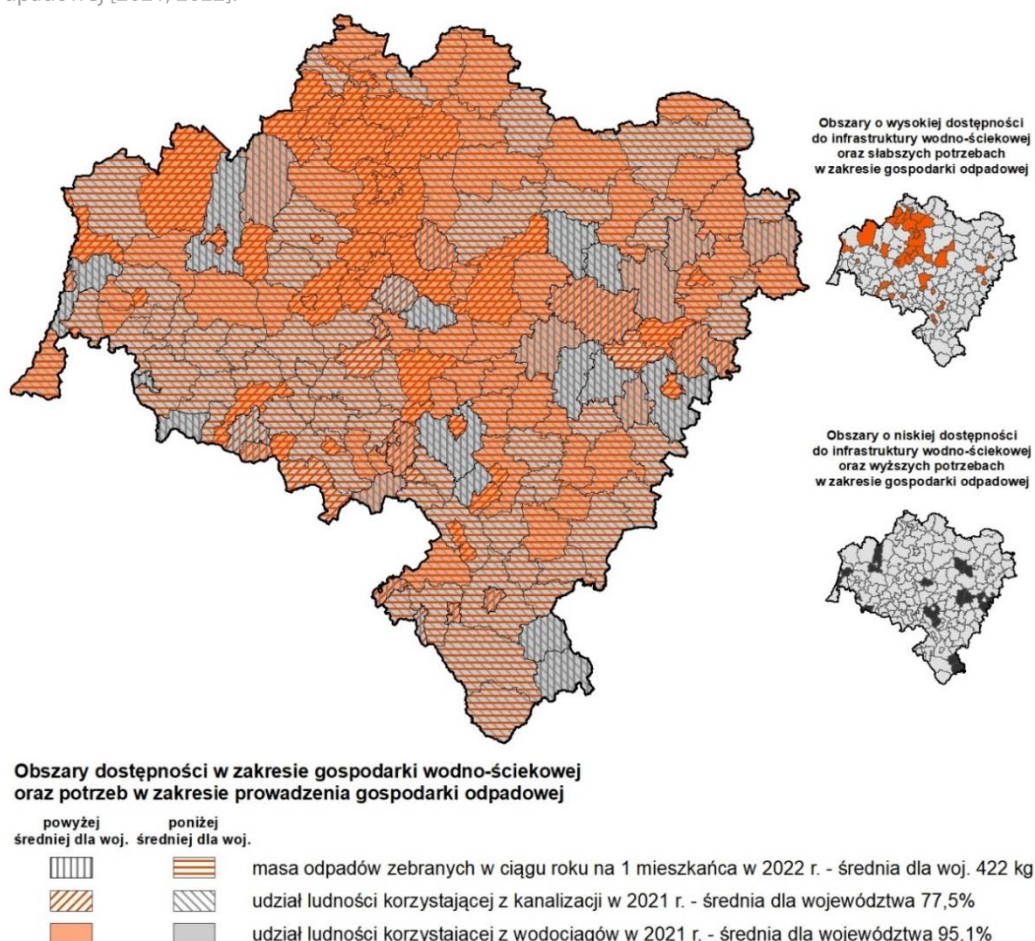 [2021, 2022].
Obszary o wysokiej dostępności
do infrastruktury wodno-ściekowej
oraz słabszych potrzebach
w zakresie gospodarki odpadowej
Obszary o niskiej dostępności
do infrastruktury wodno-ściekowej
oraz wyższych potrzebach
w zakresie gospodarki odpadowej
Obszary dostępności w zakresie gospodarki wodno-ściekowej
oraz potrzeb w zakresie prowadzenia gospodarki odpadowej
powyżej poniżej
średniej dla woj. średniej dla woj.
masa odpadów zebranych w ciągu roku na 1 mieszkańca w 2022 r. - średnia dla woj. 422 kg
udział ludności korzystającej z kanalizacji w 2021 r. - średnia dla województwa 77,5%
udział ludności korzystającej z wodociągów w 2021 r. - średnia dla województwa 95,1%